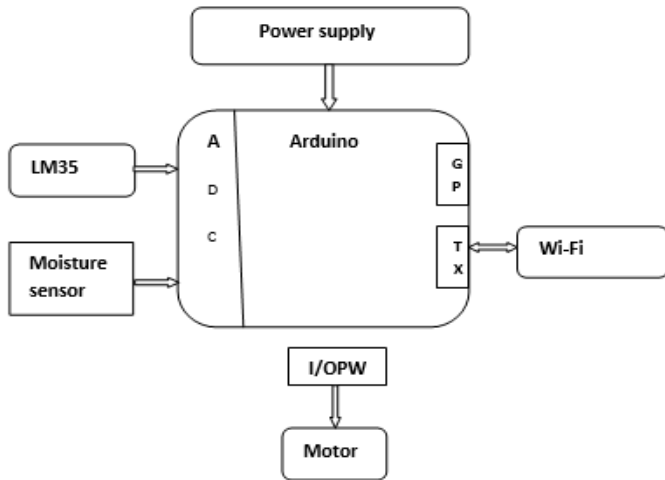 Power supply
A
D
C
Arduino
G
P
LM35
T
X
Wi-Fi
Moisture
sensor
I/OPW
Motor